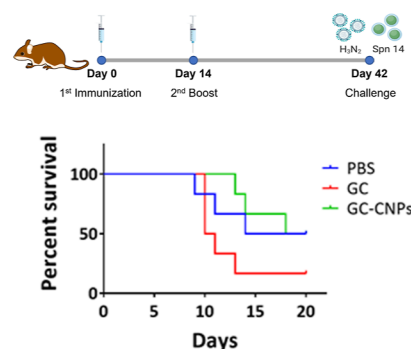 H₃N₂ Spn 14
Day 0 Day 14 Day 42
1st Immunization 2nd Boost Challenge
PBS
GC
GC-CNPs
Percent survival
100
50
0
0 5 10 15 20
Days